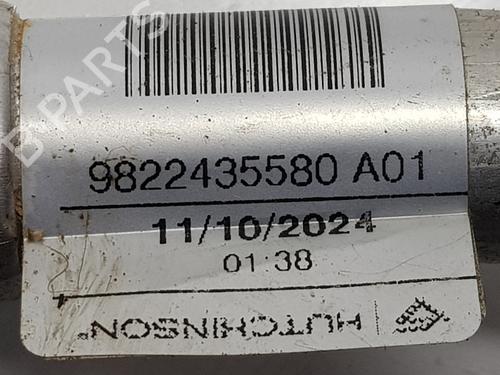 9822435580 A01
11/10/2024
01:38
HUTCHINSON
B-PARTS